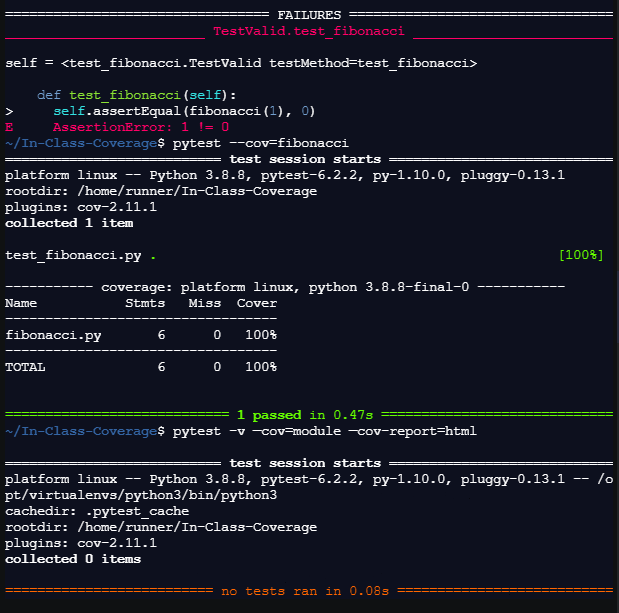 ================================= FAILURES =================================
_________________________ TestValid.test_fibonacci _________________________
self = <test_fibonacci.TestValid testMethod=test_fibonacci>
    def test_fibonacci(self):
>     self.assertEqual(fibonacci(1), 0)
E     AssertionError: 1 != 0
~/In-Class-Coverage$ pytest --cov=fibonacci
=========================== test session starts ============================
platform linux -- Python 3.8.8, pytest-6.2.2, py-1.10.0, pluggy-0.13.1
rootdir: /home/runner/In-Class-Coverage
plugins: cov-2.11.1
collected 1 item
test_fibonacci.py .                                                  [100%]
----------- coverage: platform linux, python 3.8.8-final-0 -----------
Name           Stmts   Miss  Cover
----------------------------------
fibonacci.py       6      0   100%
----------------------------------
TOTAL              6      0   100%
============================ 1 passed in 0.47s =============================
~/In-Class-Coverage$ pytest -v —cov=module —cov-report=html
=========================== test session starts ============================
platform linux -- Python 3.8.8, pytest-6.2.2, py-1.10.0, pluggy-0.13.1 -- /o
pt/virtualenvs/python3/bin/python3
cachedir: .pytest_cache
rootdir: /home/runner/In-Class-Coverage
plugins: cov-2.11.1
collected 0 items
========================== no tests ran in 0.08s ===========================